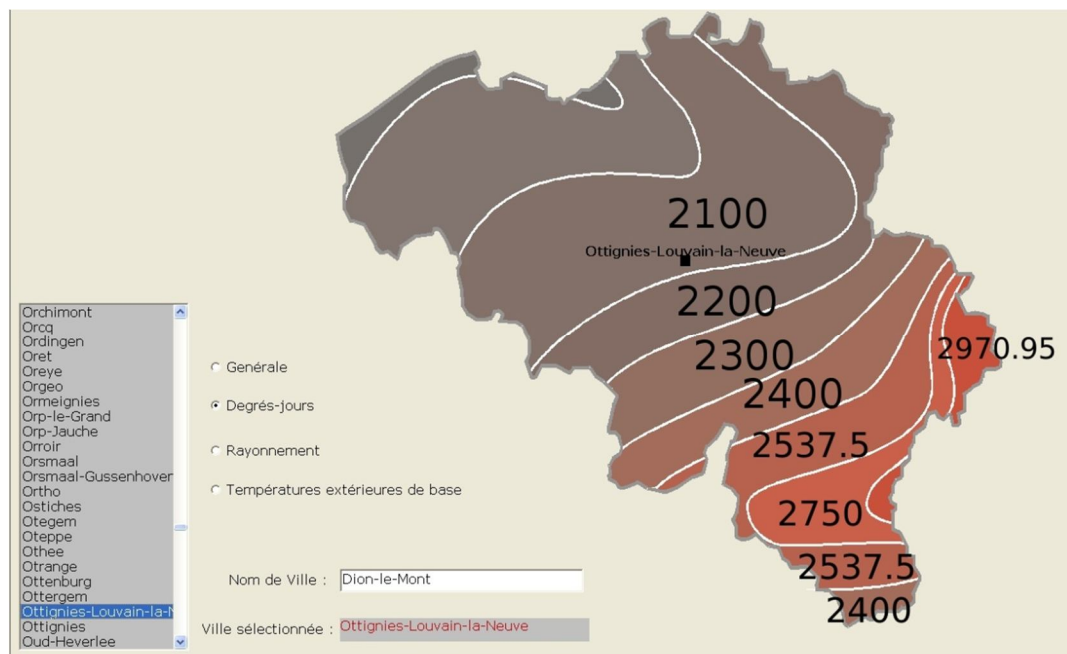 2100
Ottignies-Louvain-la-Neuve
2200
2300
2970.95
2400
2537.5
2750
2537.5
2400
Orchimont
Orcq
Ordingen
Oret
Oreye
Orgeo
Ormeignies
Orp-le-Grand
Orp-Jauche
Orroir
Orsmaal
Orsmaal-Gussenhoven
Ortho
Ostiches
Otegem
Oteppe
Othee
Otrange
Ottenburg
Ottergem
Ottignies-Louvain-la-N
Ottignies
Oud-Heverlee
Genérale
Degrés-jours
Rayonnement
Températures extérieures de base
Nom de Ville : Dion-le-Mont
Ville sélectionnée : Ottignies-Louvain-la-Neuve